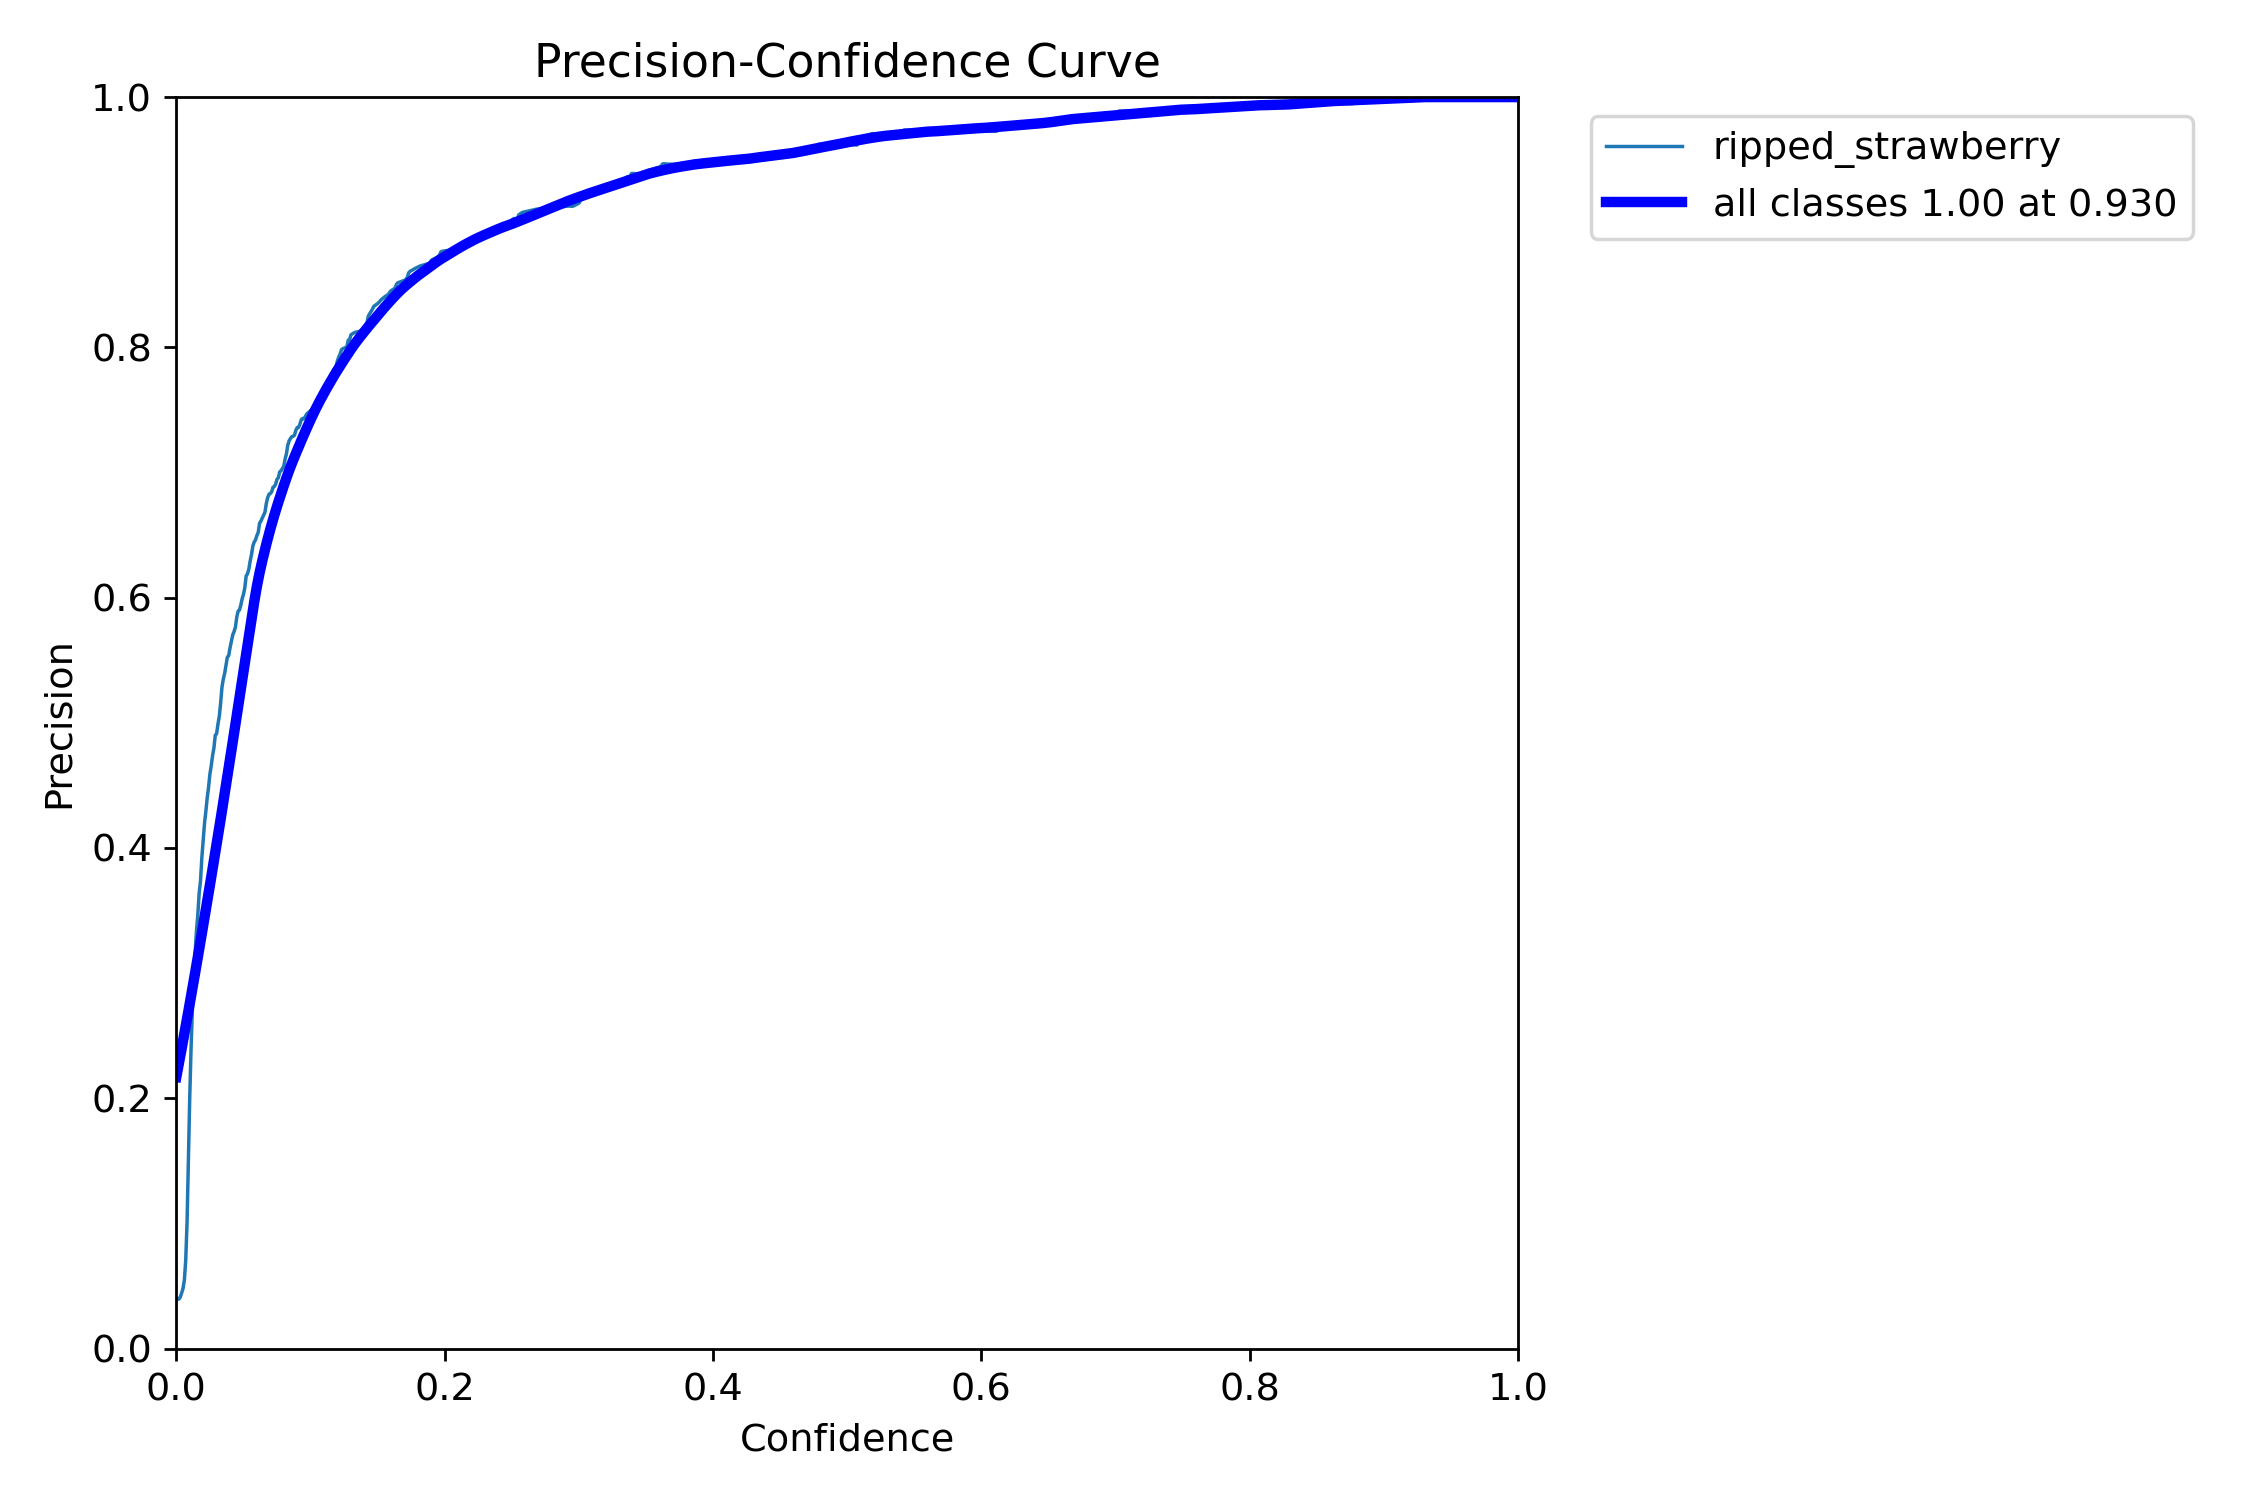 Precision-Confidence Curve
1.0
0.8
0.6
0.4
0.2
0.0
Precision
0.0 0.2 0.4 0.6 0.8 1.0
Confidence
ripped_strawberry
all classes 1.00 at 0.930